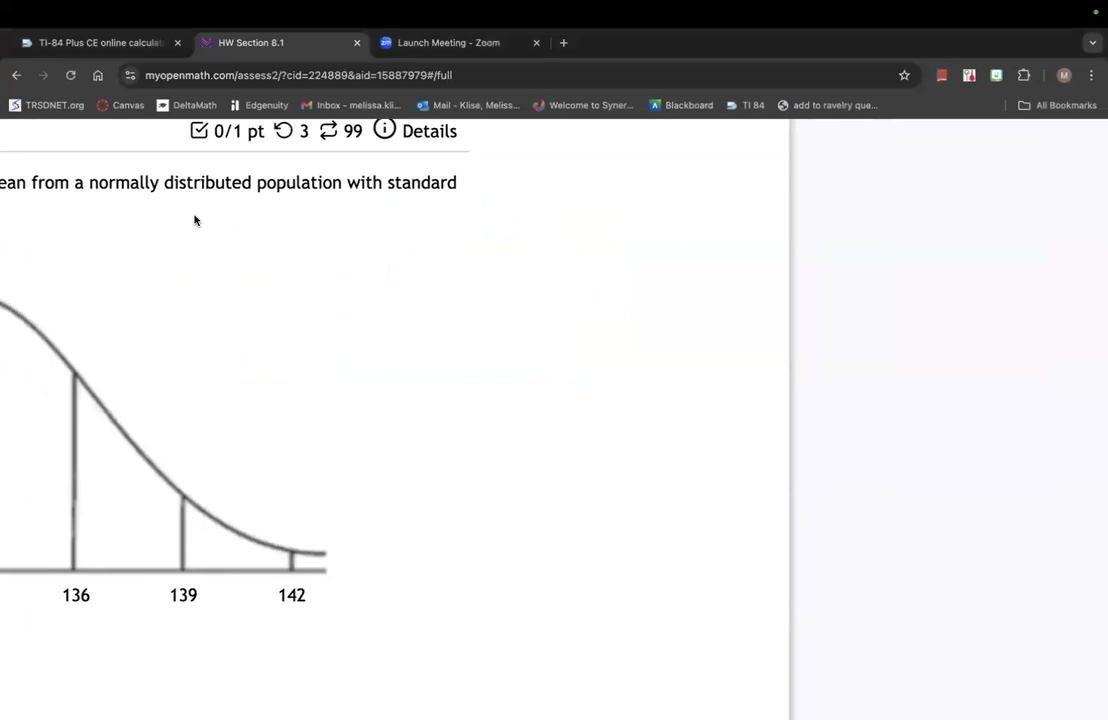 TI-84 Plus CE online calculat
HW Section 8.1
zm Launch Meeting - Zoom
myopenmath.com/assess2/?cid=224889&aid=15887979#/full
M
TRSDNET.org Canvas DeltaMath Edgenuity Inbox - melissa.kli... Mail - Klise, Meliss... Welcome to Syner... Blackboard TI 84 add to ravelry que... All Bookmarks
0/1 pt 3 99 Details
ean from a normally distributed population with standard
136 139 142